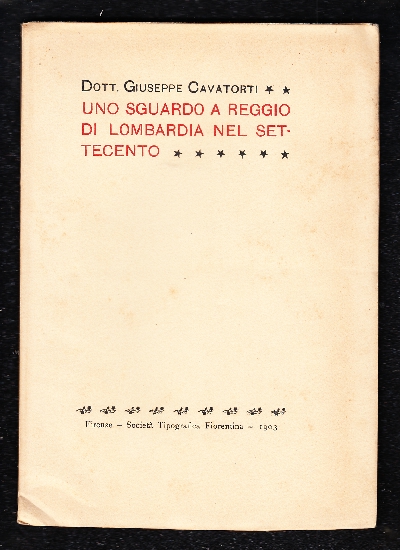 DOTT. GIUSEPPE CAVATORTI ★ ★
UNO SGUARDO A REGGIO
DI LOMBARDIA NEL SET-
TECENTO ★ ★ ★ ★ ★ ★
Firenze – Società Tipografica Fiorentina – 1903